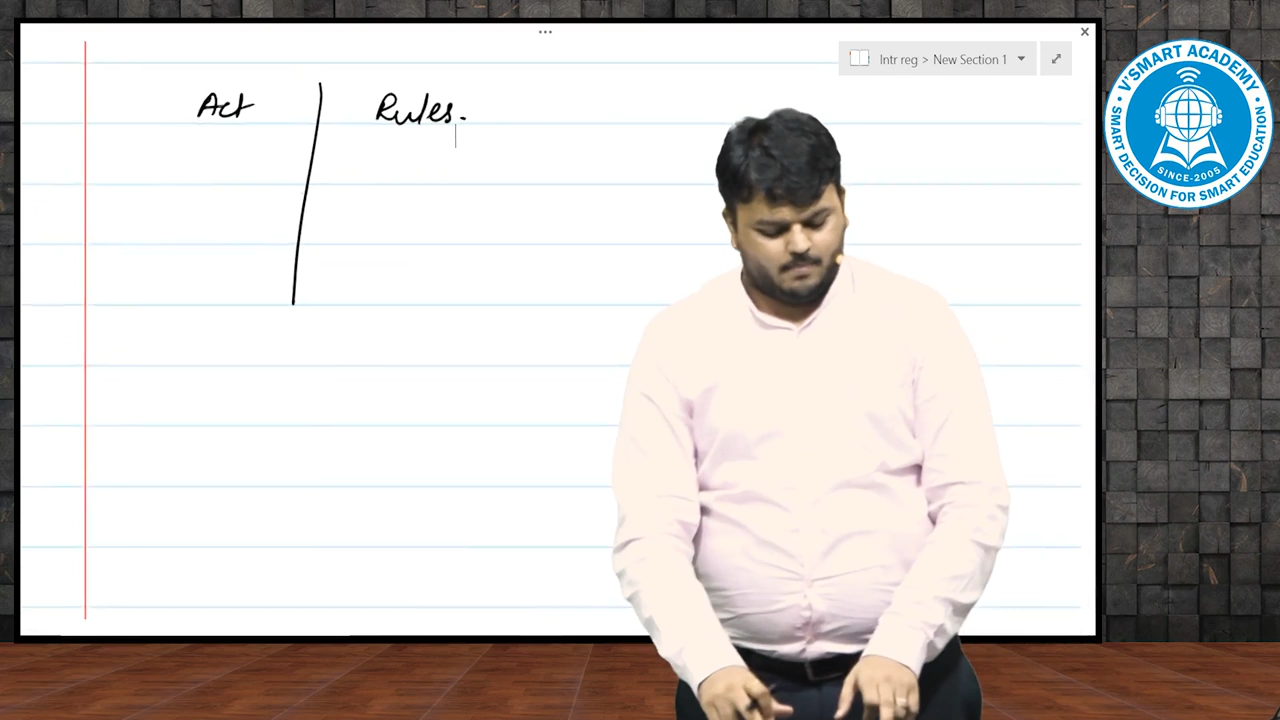 ...
Intr reg > New Section 1
Act
Rules.
V'SMART ACADEMY
SINCE-2005
SMART DECISION FOR SMART EDUCATION